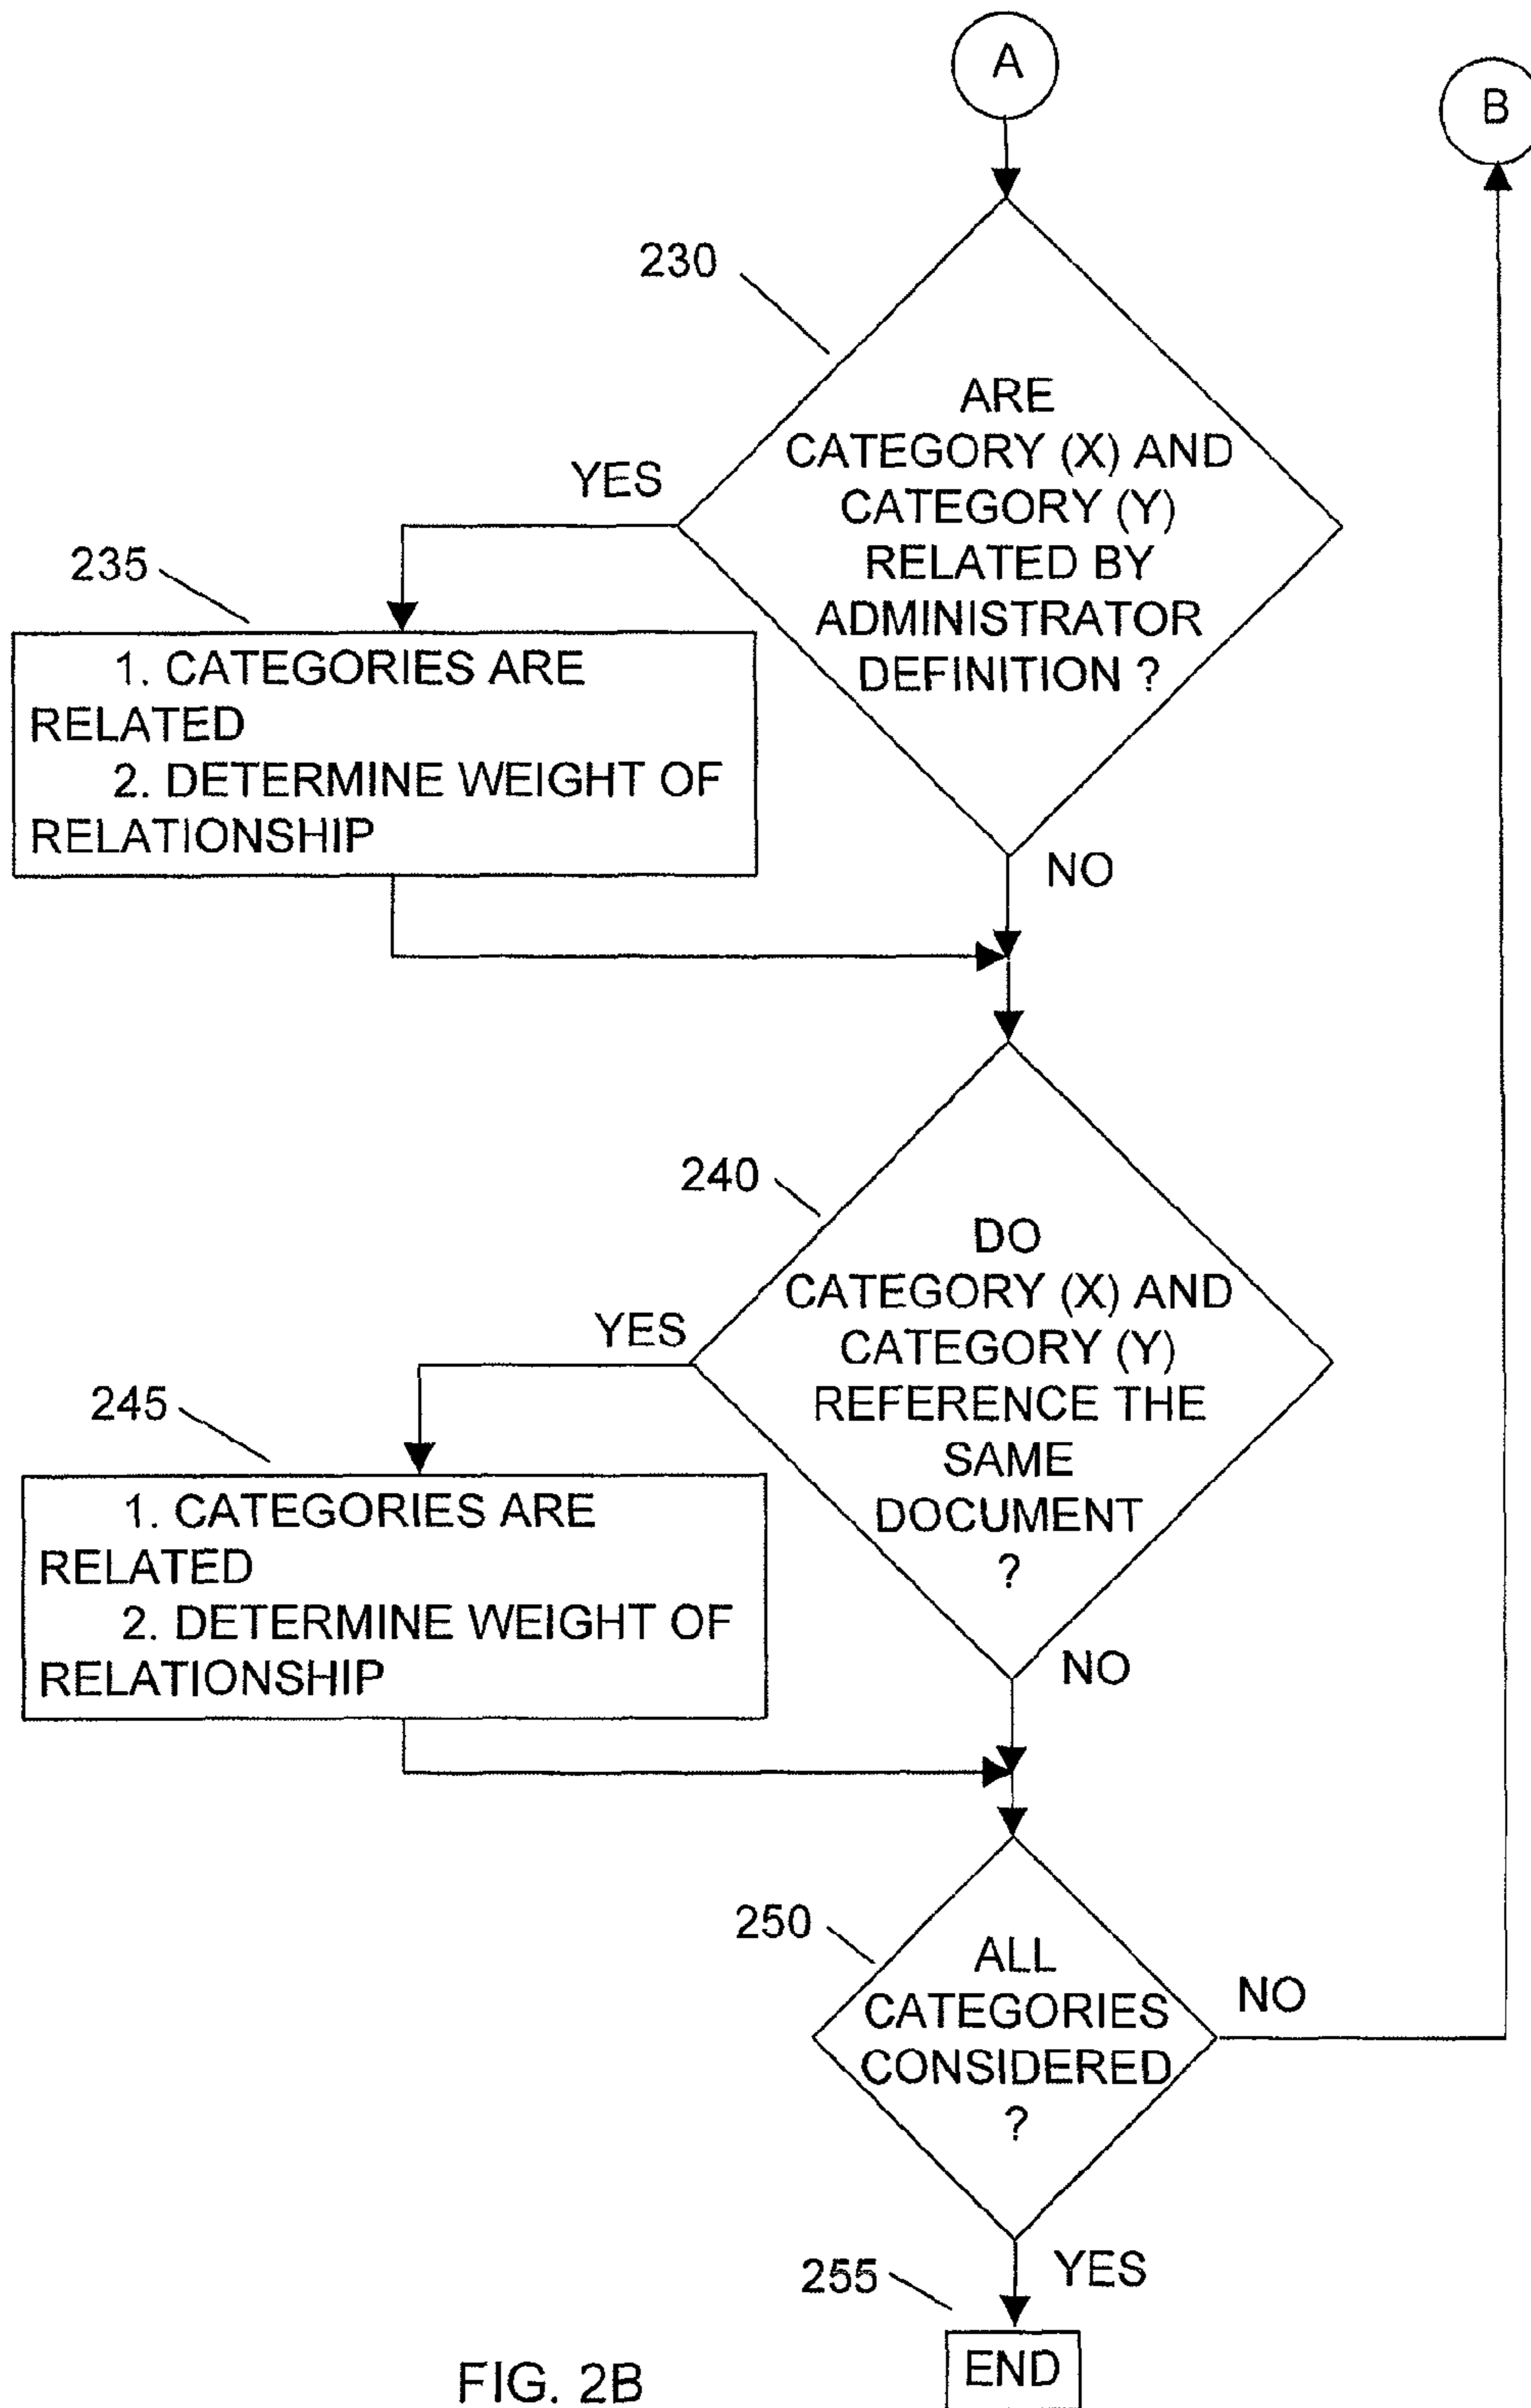 A
B
230
ARE
CATEGORY (X) AND
CATEGORY (Y)
RELATED BY
ADMINISTRATOR
DEFINITION ?
YES
235
1. CATEGORIES ARE
RELATED
2. DETERMINE WEIGHT OF
RELATIONSHIP
NO
240
DO
CATEGORY (X) AND
CATEGORY (Y)
REFERENCE THE
SAME
DOCUMENT
?
YES
245
1. CATEGORIES ARE
RELATED
2. DETERMINE WEIGHT OF
RELATIONSHIP
NO
250
ALL
CATEGORIES
CONSIDERED
?
NO
YES
255
END
FIG. 2B